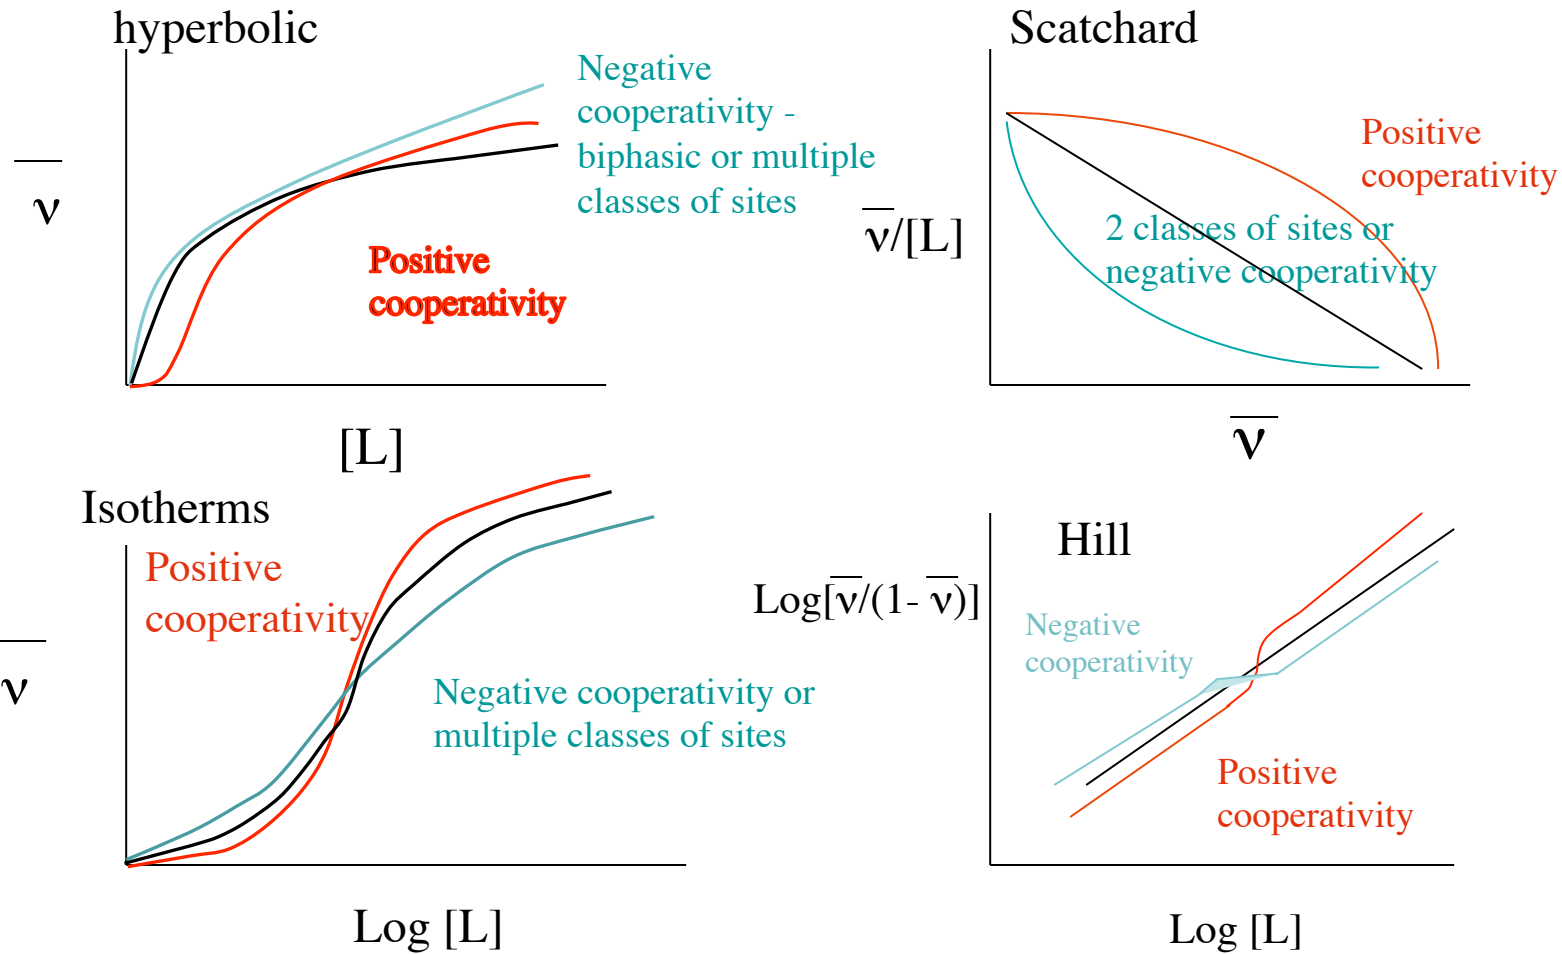 hyperbolic
Negative
cooperativity -
biphasic or multiple
classes of sites
ν̅
Positive
cooperativity
[L]
Scatchard
Positive
cooperativity
2 classes of sites or
negative cooperativity
ν̅/[L]
ν̅
Isotherms
Positive
cooperativity
ν̅
Negative cooperativity or
multiple classes of sites
Log [L]
Hill
Log[ν̅/(1- ν̅)]
Negative
cooperativity
Positive
cooperativity
Log [L]